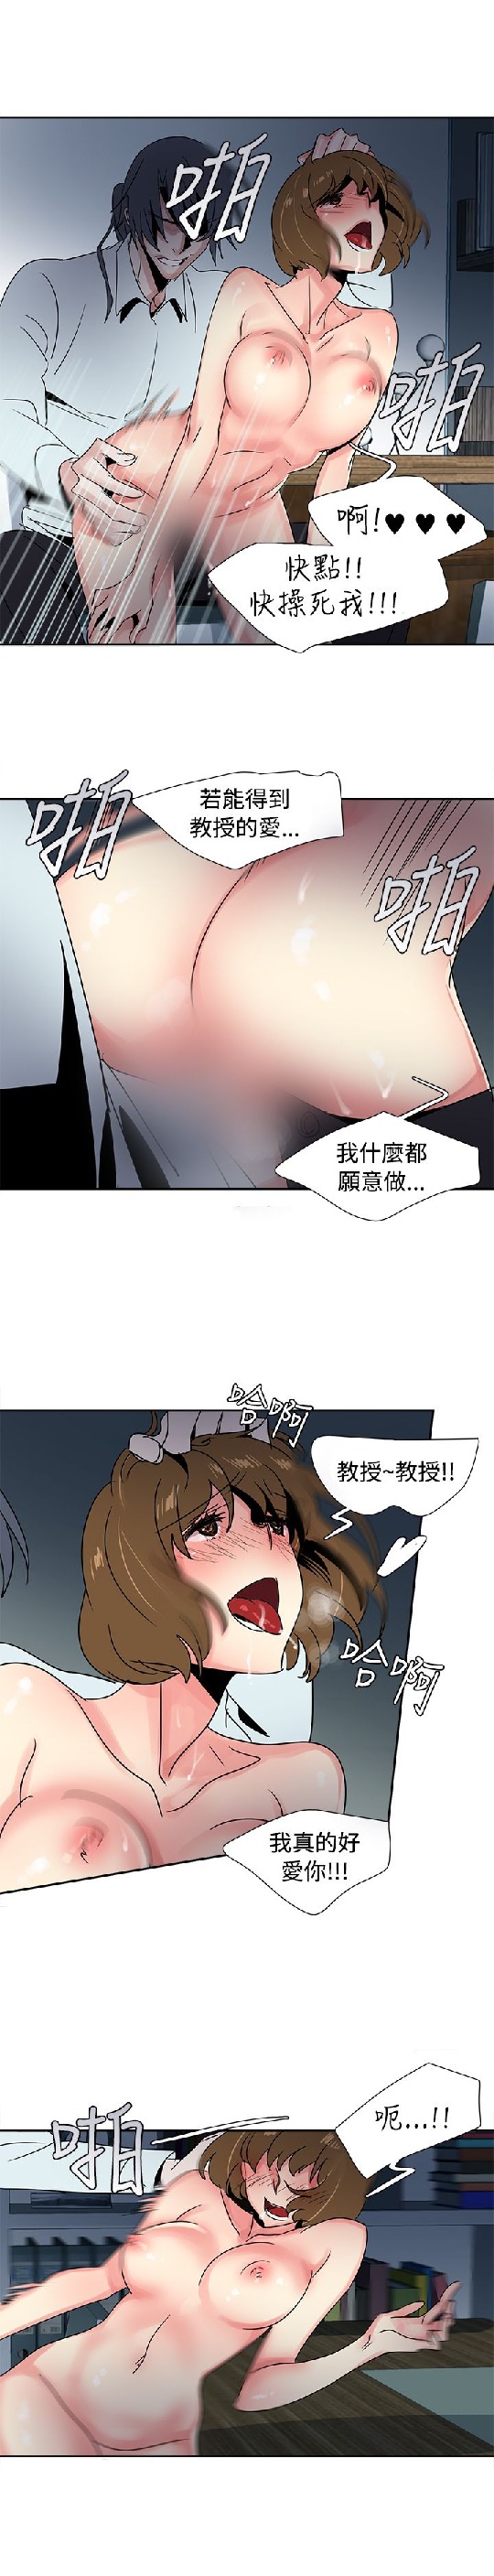 啪
啪
啊!♥♥♥
快點!!
快操死我!!!
啪
若能得到
教授的愛...
啪
我什麼都
願意做...
哈啊
教授~教授!!
哈啊
我真的好
愛你!!!
呃...!!
啪